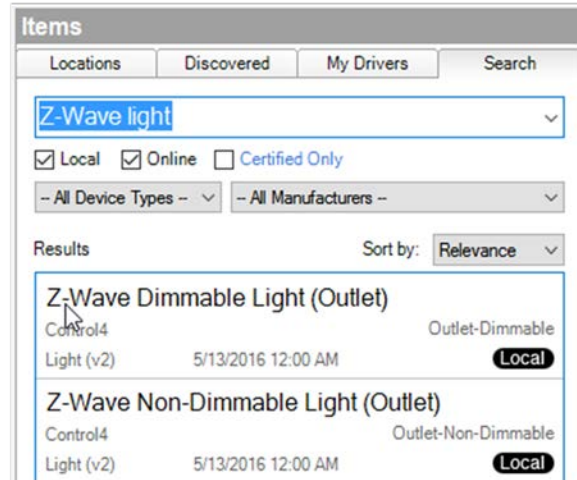 Items
Locations Discovered My Drivers Search
Z-Wave light
Local Online Certified Only
-- All Device Types -- -- All Manufacturers --
Results Sort by: Relevance
Z-Wave Dimmable Light (Outlet)
Control4 Outlet-Dimmable
Light (v2) 5/13/2016 12:00 AM Local
Z-Wave Non-Dimmable Light (Outlet)
Control4 Outlet-Non-Dimmable
Light (v2) 5/13/2016 12:00 AM Local